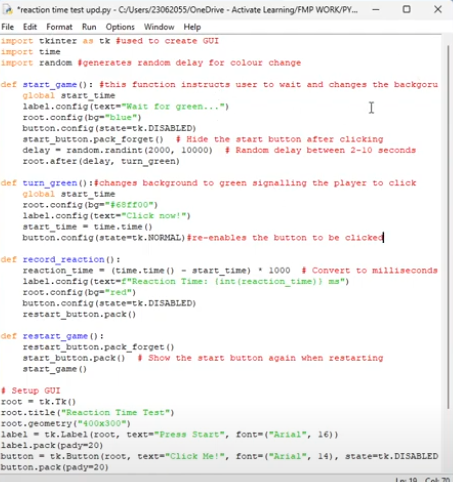 *reaction time test upd.py - C:/Users/23062055/OneDrive - Activate Learning/FMP WORK/PY...
File Edit Format Run Options Window Help
import tkinter as tk #used to create GUI
import time
import random #generates random delay for colour change
def start_game(): #this function instructs user to wait and changes the backgoru
    global start_time
    label.config(text="Wait for green...")
    root.config(bg="blue")
    button.config(state=tk.DISABLED)
    start_button.pack_forget()  # Hide the start button after clicking
    delay = random.randint(2000, 10000)  # Random delay between 2-10 seconds
    root.after(delay, turn_green)
def turn_green():#changes background to green signalling the player to click
    global start_time
    root.config(bg="#68ff00")
    label.config(text="Click now!")
    start_time = time.time()
    button.config(state=tk.NORMAL)#re-enables the button to be clicked
def record_reaction():
    reaction_time = (time.time() - start_time) * 1000  # Convert to milliseconds
    label.config(text=f"Reaction Time: {int(reaction_time)} ms")
    root.config(bg="red")
    button.config(state=tk.DISABLED)
    restart_button.pack()
def restart_game():
    restart_button.pack_forget()
    start_button.pack()  # Show the start button again when restarting
    start_game()
# Setup GUI
root = tk.Tk()
root.title("Reaction Time Test")
root.geometry("400x300")
label = tk.Label(root, text="Press Start", font=("Arial", 16))
label.pack(pady=20)
button = tk.Button(root, text="Click Me!", font=("Arial", 14), state=tk.DISABLED
button.pack(pady=20)
Ln: 19 Col: 70